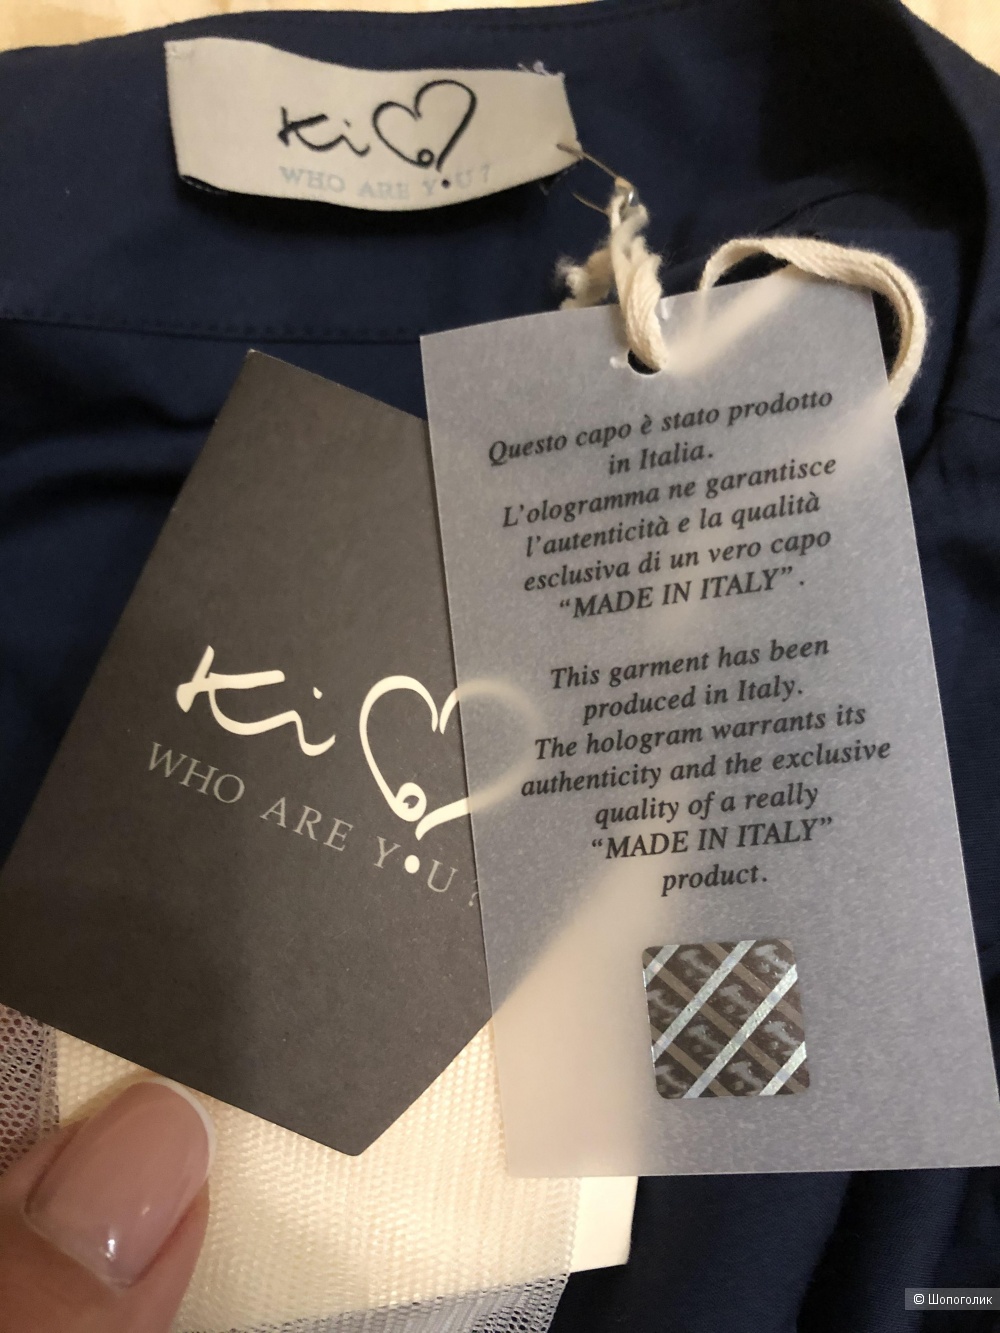 Ki
WHO ARE Y•U?
Questo capo è stato prodotto
in Italia.
L'ologramma ne garantisce
l'autenticità e la qualità
esclusiva di un vero capo
“MADE IN ITALY”.
This garment has been
produced in Italy.
The hologram warrants its
authenticity and the exclusive
quality of a really
“MADE IN ITALY”
product.
Ki
WHO ARE Y•U?
© Шопоголик